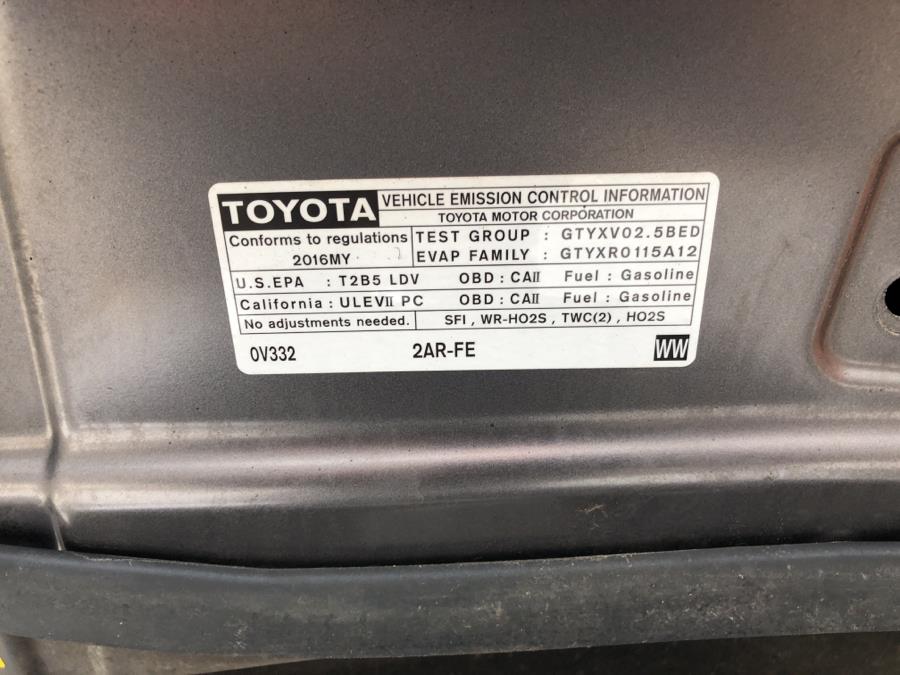 TOYOTA VEHICLE EMISSION CONTROL INFORMATION
TOYOTA MOTOR CORPORATION
Conforms to regulations
2016MY
TEST GROUP : GTYXV02.5BED
EVAP FAMILY : GTYXR0115A12
U.S.EPA : T2B5 LDV OBD : CAII Fuel : Gasoline
California : ULEVII PC OBD : CAII Fuel : Gasoline
No adjustments needed. SFI , WR-HO2S , TWC(2) , HO2S
0V332 2AR-FE WW